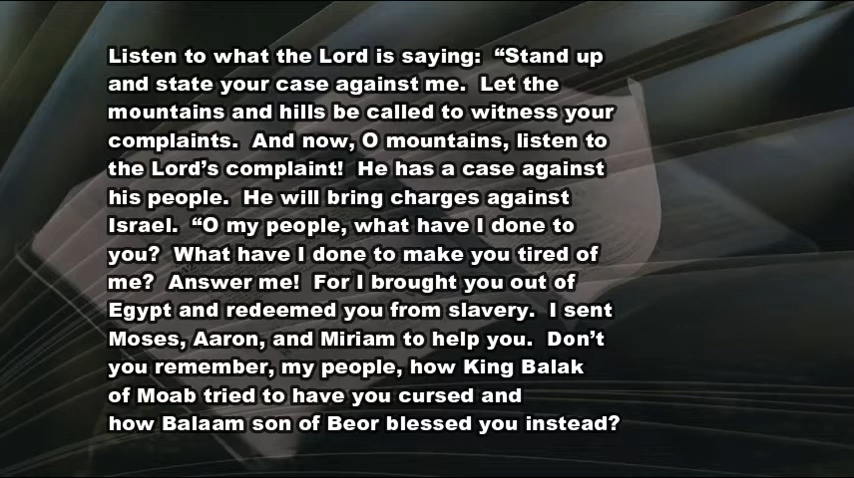 Listen to what the Lord is saying:  “Stand up
and state your case against me.  Let the
mountains and hills be called to witness your
complaints.  And now, O mountains, listen to
the Lord’s complaint!  He has a case against
his people.  He will bring charges against
Israel.  “O my people, what have I done to
you?  What have I done to make you tired of
me?  Answer me!  For I brought you out of
Egypt and redeemed you from slavery.  I sent
Moses, Aaron, and Miriam to help you.  Don’t
you remember, my people, how King Balak
of Moab tried to have you cursed and
how Balaam son of Beor blessed you instead?